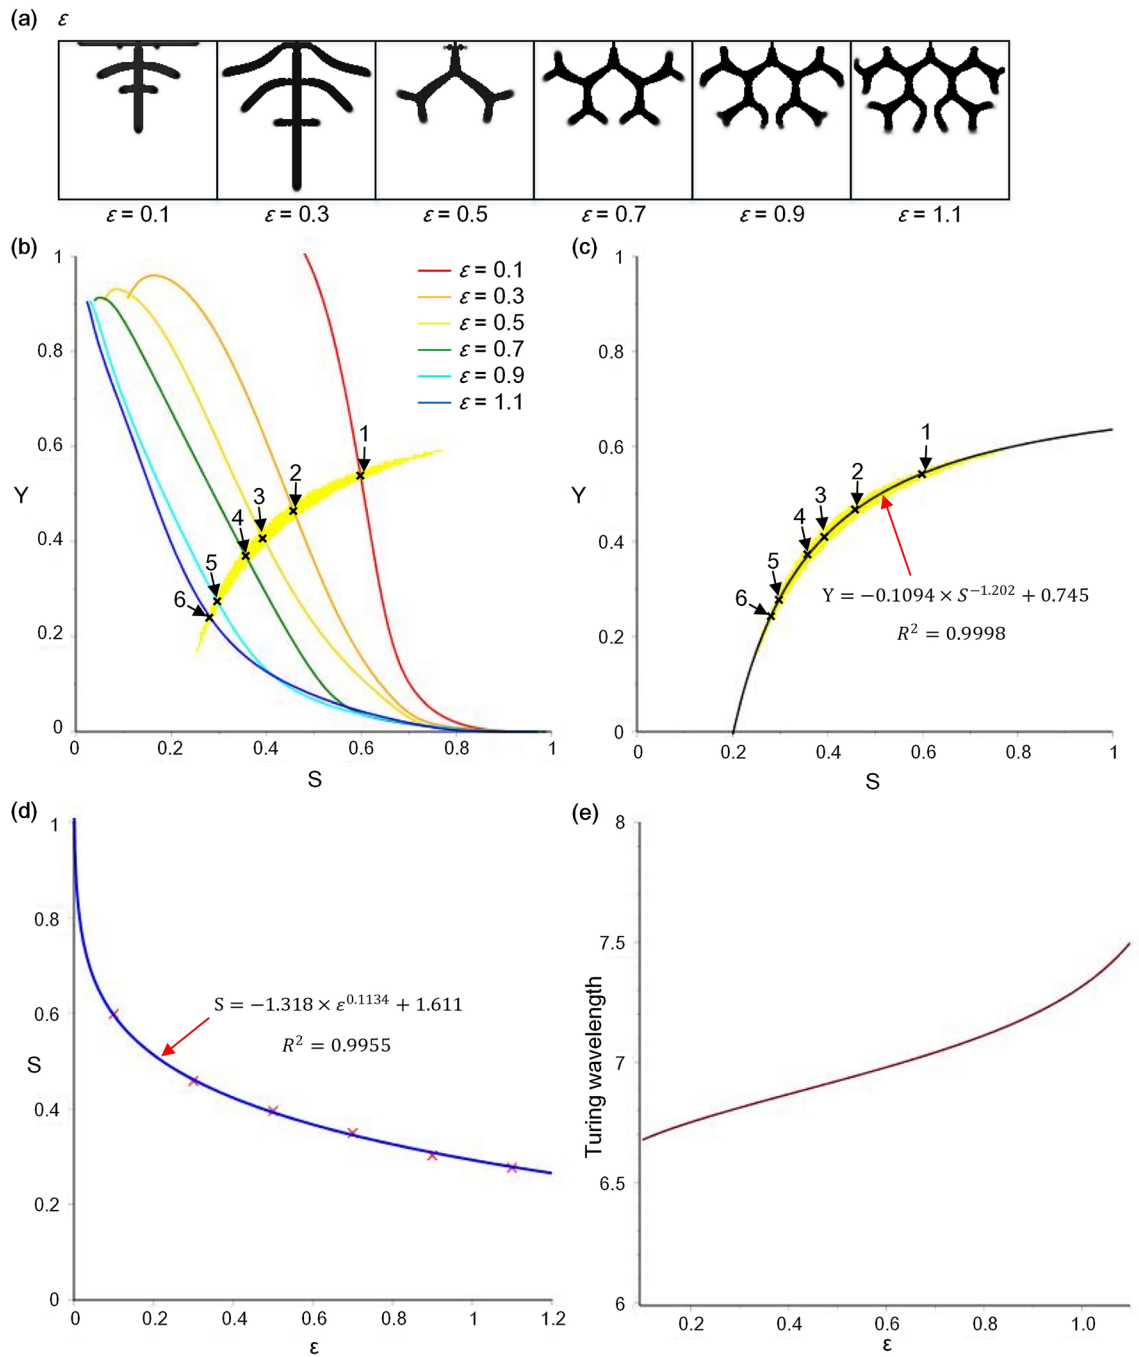 (a) ε
ε = 0.1 ε = 0.3 ε = 0.5 ε = 0.7 ε = 0.9 ε = 1.1
(b)
1
0.8
0.6
0.4
0.2
0
Y
0 0.2 0.4 0.6 0.8 1
S
ε = 0.1
ε = 0.3
ε = 0.5
ε = 0.7
ε = 0.9
ε = 1.1
1
2
3
4
5
6
(c)
1
0.8
0.6
0.4
0.2
0
Y
0 0.2 0.4 0.6 0.8 1
S
1
2
3
4
5
6
Y = −0.1094 × S^−1.202 + 0.745
R² = 0.9998
(d)
1
0.8
0.6
0.4
0.2
0
S
0 0.2 0.4 0.6 0.8 1 1.2
ε
S = −1.318 × ε^0.1134 + 1.611
R² = 0.9955
(e)
8
7.5
7
6.5
6
Turing wavelength
0.2 0.4 0.6 0.8 1.0
ε